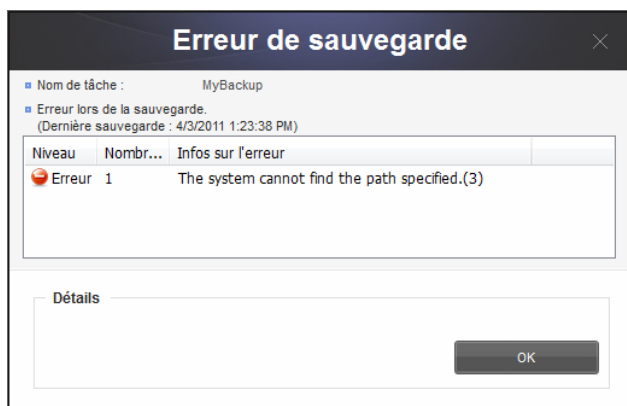 Erreur de sauvegarde
Nom de tâche : MyBackup
Erreur lors de la sauvegarde.
(Dernière sauvegarde : 4/3/2011 1:23:38 PM)
Niveau Nombr... Infos sur l'erreur
Erreur 1 The system cannot find the path specified.(3)
Détails
OK